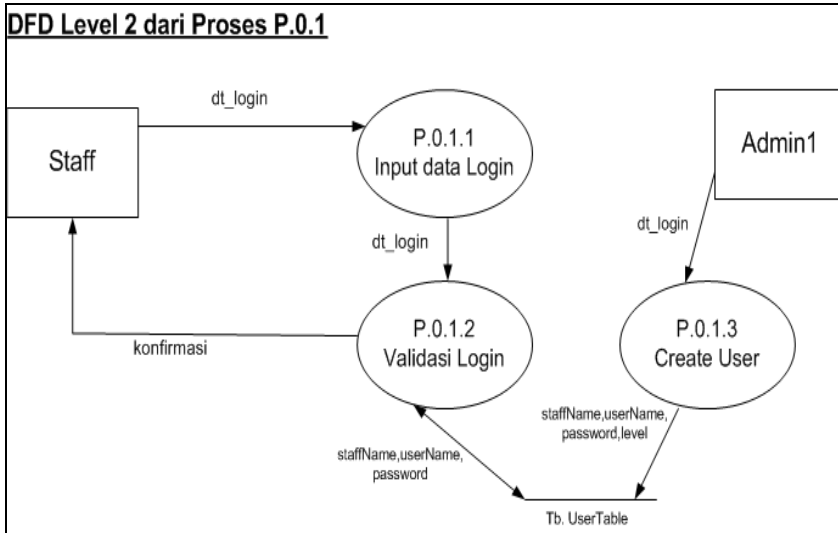 DFD Level 2 dari Proses P.0.1
dt_login
Staff
P.0.1.1
Input data Login
Admin1
dt_login
dt_login
P.0.1.2
Validasi Login
P.0.1.3
Create User
konfirmasi
staffName,userName,
password
staffName,userName,
password,level
Tb. UserTable